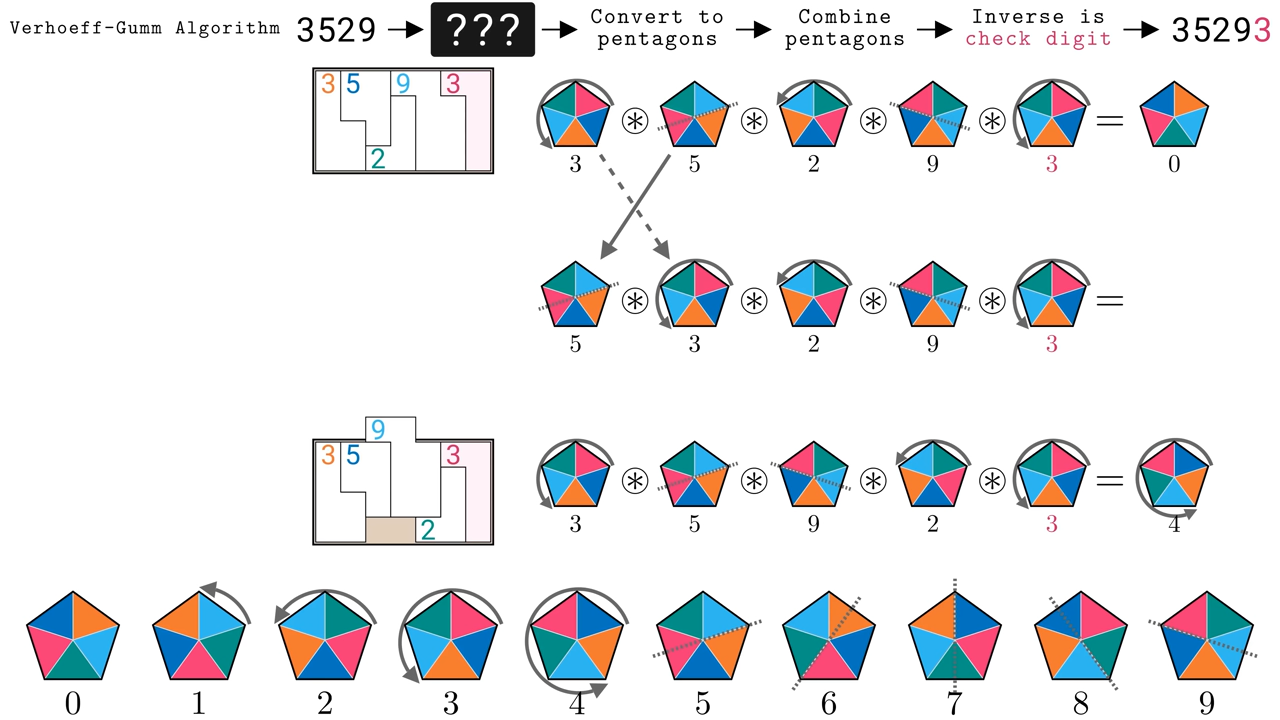 Verhoeff-Gumm Algorithm 3529 ??? Convert to pentagons Combine pentagons Inverse is check digit 35293
3 5 9 3
2
3 ⊛ 5 ⊛ 2 ⊛ 9 ⊛ 3 = 0
5 ⊛ 3 ⊛ 2 ⊛ 9 ⊛ 3 =
9
3 5 3
2
3 ⊛ 5 ⊛ 9 ⊛ 2 ⊛ 3 = 4
0 1 2 3 4 5 6 7 8 9